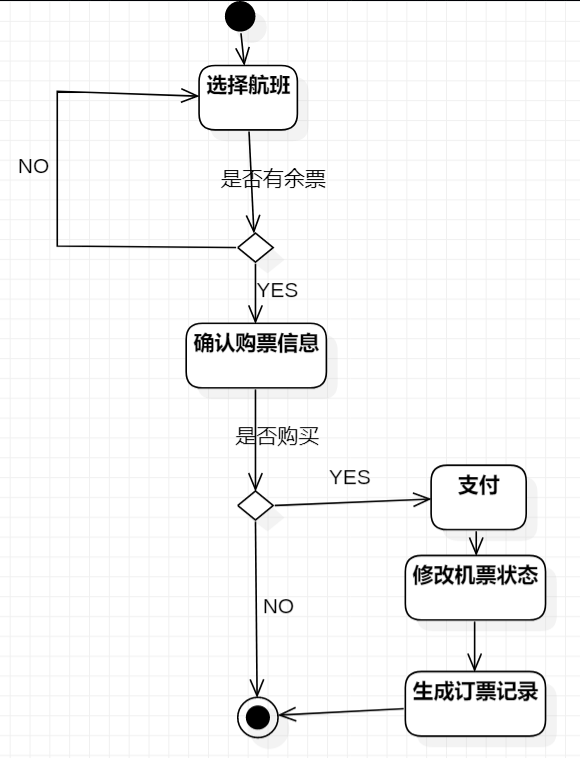 选择航班
NO
是否有余票
YES
确认购票信息
是否购买
YES
支付
修改机票状态
NO
生成订票记录